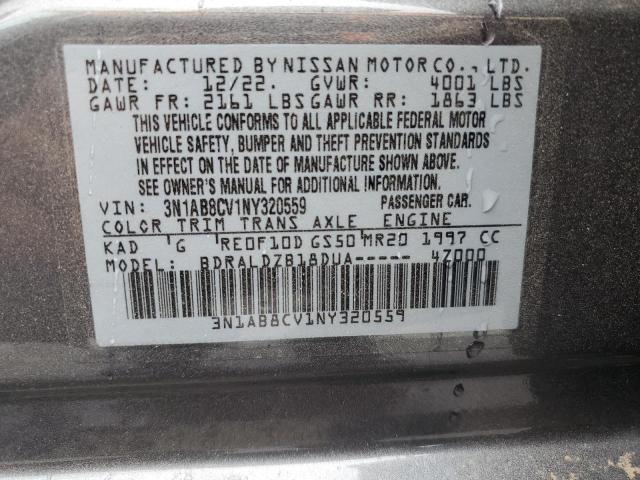 MANUFACTURED BY NISSAN MOTOR CO., LTD.
DATE: 12/22. GVWR: 4001 LBS
GAWR FR: 2161 LBS GAWR RR: 1863 LBS
THIS VEHICLE CONFORMS TO ALL APPLICABLE FEDERAL MOTOR
VEHICLE SAFETY, BUMPER AND THEFT PREVENTION STANDARDS
IN EFFECT ON THE DATE OF MANUFACTURE SHOWN ABOVE.
SEE OWNER'S MANUAL FOR ADDITIONAL INFORMATION.
VIN: 3N1AB8CV1NY320559 PASSENGER CAR.
COLOR TRIM TRANS AXLE ENGINE
KAD G RE0F10D GS50 MR20 1997 CC
MODEL: BDRALDZB18DUA----- 4Z000
3N1AB8CV1NY320559